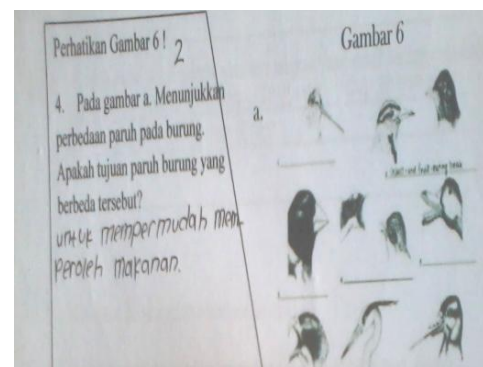 Perhatikan Gambar 6 ! 2
4. Pada gambar a. Menunjukkan
perbedaan paruh pada burung.
Apakah tujuan paruh burung yang
berbeda tersebut?
untuk mempermudah mem
peroleh makanan.
Gambar 6
a.